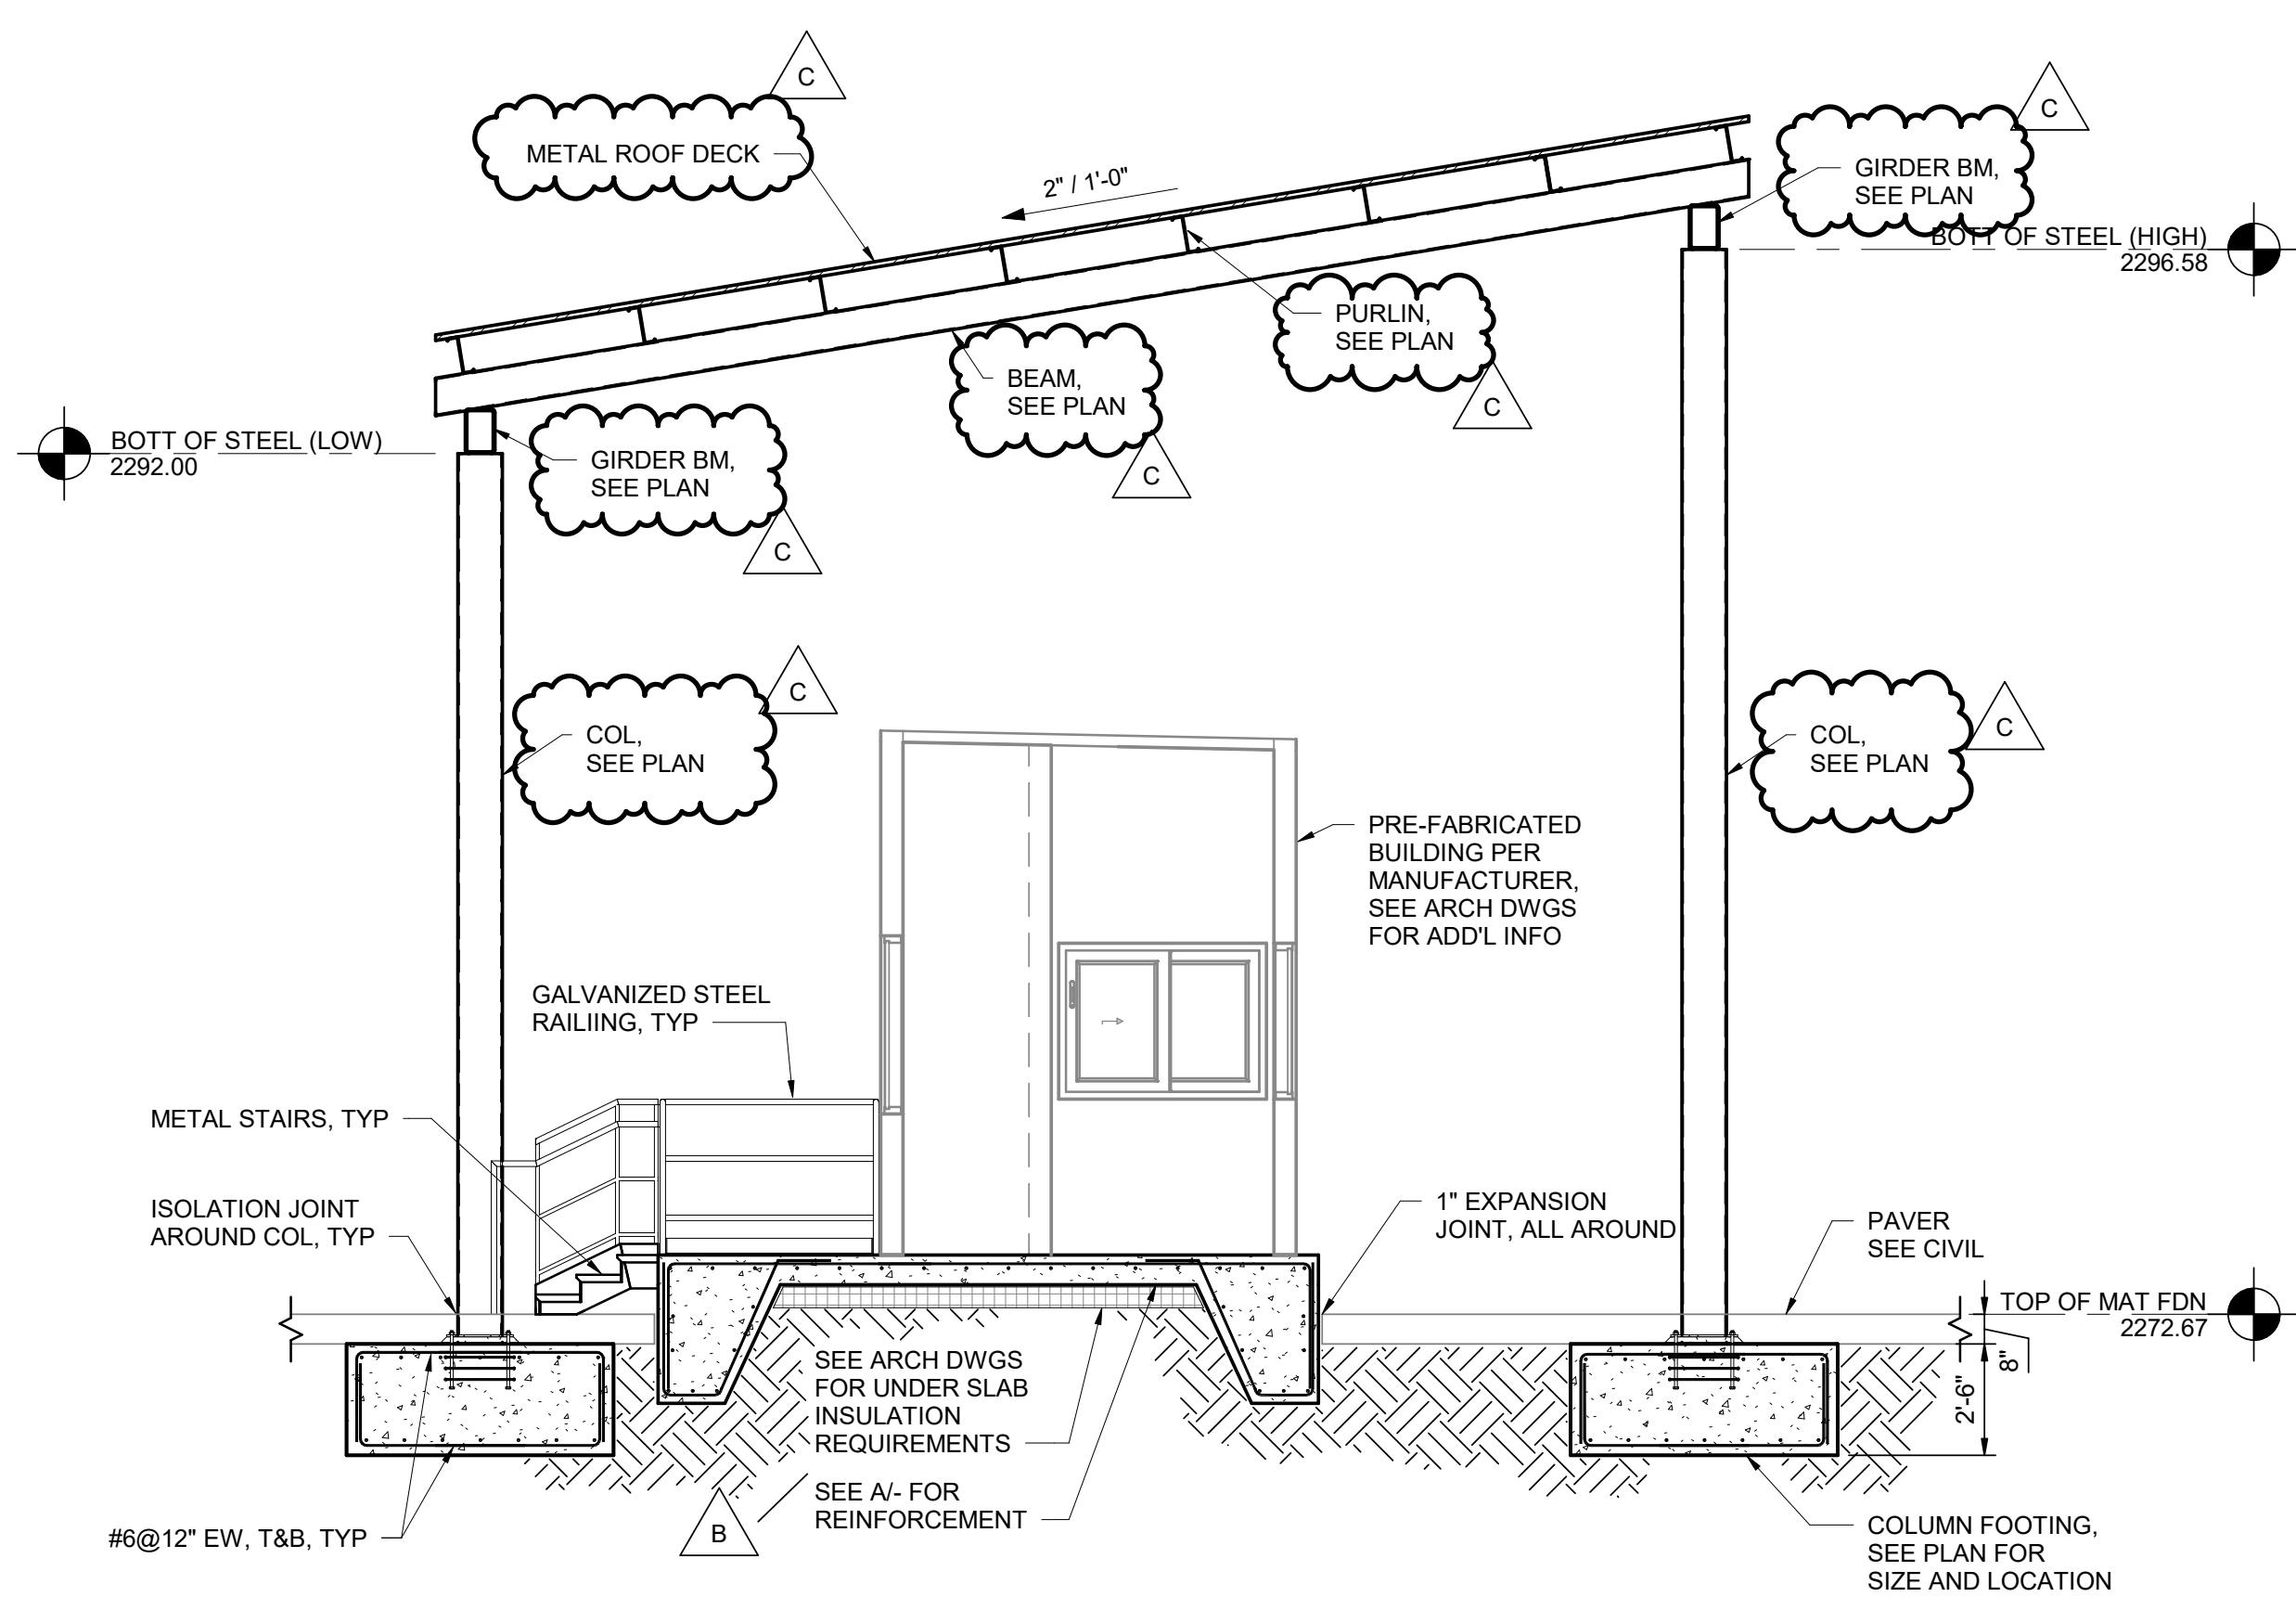 C
METAL ROOF DECK
2" / 1'-0"
C
GIRDER BM,
SEE PLAN
BOTT OF STEEL (HIGH)
2296.58
PURLIN,
SEE PLAN
C
BEAM,
SEE PLAN
C
BOTT OF STEEL (LOW)
2292.00
GIRDER BM,
SEE PLAN
C
C
COL,
SEE PLAN
C
COL,
SEE PLAN
PRE-FABRICATED
BUILDING PER
MANUFACTURER,
SEE ARCH DWGS
FOR ADD'L INFO
GALVANIZED STEEL
RAILIING, TYP
METAL STAIRS, TYP
ISOLATION JOINT
AROUND COL, TYP
1" EXPANSION
JOINT, ALL AROUND
PAVER
SEE CIVIL
TOP OF MAT FDN
2272.67
8"
2'-6"
SEE ARCH DWGS
FOR UNDER SLAB
INSULATION
REQUIREMENTS
SEE A/- FOR
REINFORCEMENT
B
#6@12" EW, T&B, TYP
COLUMN FOOTING,
SEE PLAN FOR
SIZE AND LOCATION